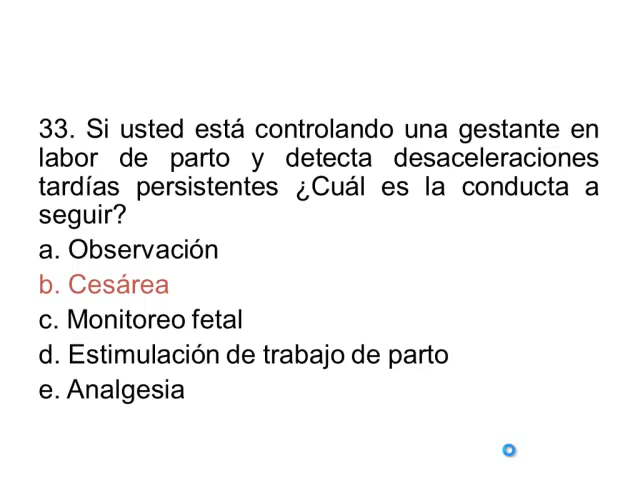 33. Si usted está controlando una gestante en
labor de parto y detecta desaceleraciones
tardías persistentes ¿Cuál es la conducta a
seguir?
a. Observación
b. Cesárea
c. Monitoreo fetal
d. Estimulación de trabajo de parto
e. Analgesia